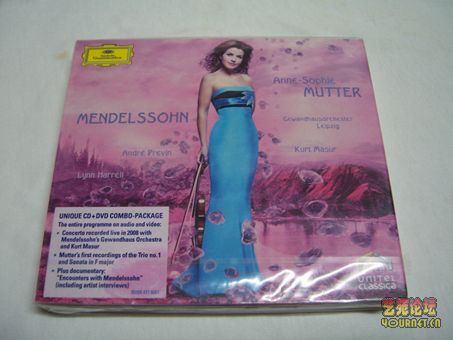 Anne-Sophie
MUTTER
MENDELSSOHN
Gewandhausorchester
Leipzig
André Previn
Kurt Masur
Lynn Harrell
UNIQUE CD+DVD COMBO-PACKAGE
The entire programme on audio and video:
• Concerto recorded live in 2008 with
Mendelssohn's Gewandhaus Orchestra
and Kurt Masur
• Mutter's first recordings of the Trio no.1
and Sonata in F major
• Plus documentary:
"Encounters with Mendelssohn"
(including artist interviews)
UNITEL
CLASSICA
艺苑论坛
YOURNET.CN